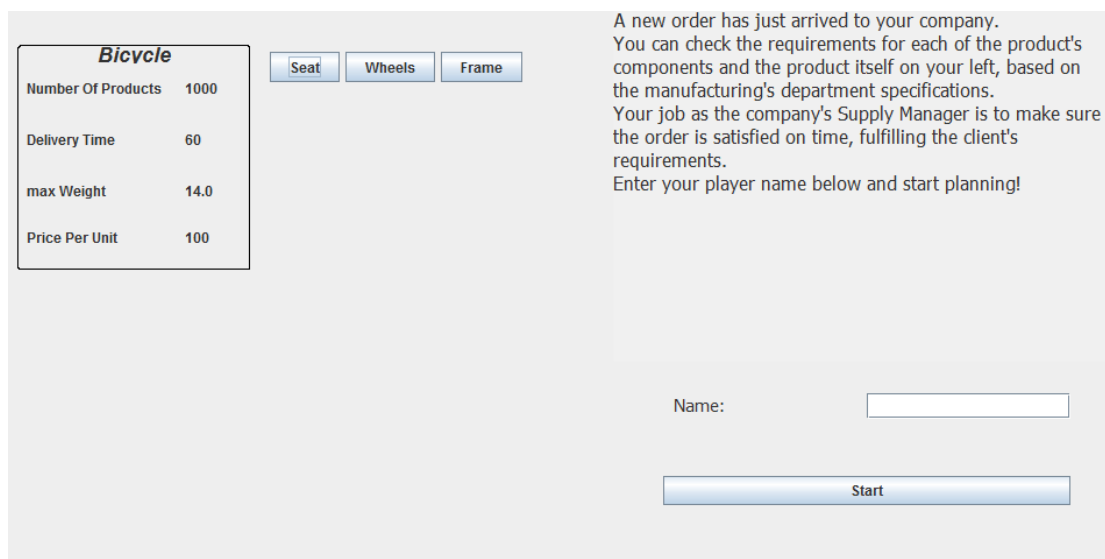 Bicycle
Number Of Products 1000
Delivery Time 60
max Weight 14.0
Price Per Unit 100
Seat Wheels Frame
A new order has just arrived to your company.
You can check the requirements for each of the product's
components and the product itself on your left, based on
the manufacturing's department specifications.
Your job as the company's Supply Manager is to make sure
the order is satisfied on time, fulfilling the client's
requirements.
Enter your player name below and start planning!
Name:
Start